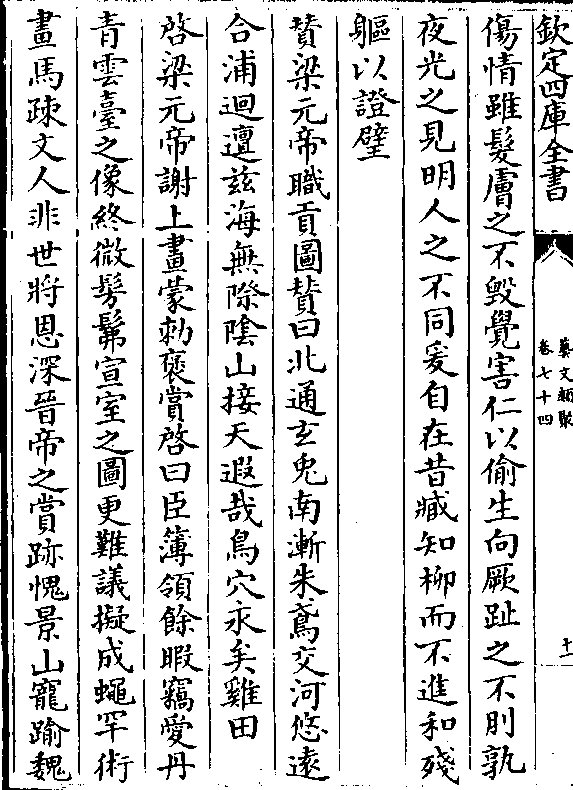 欽定四庫全書
藝文類聚
卷七十四
十一
傷情雖髮膚之不毀覺害仁以偷生向厥趾之不刖孰
夜光之見明人之不同爰自在昔臧知柳而不進和殘
軀以證璧
賛梁元帝職貢圖賛曰北通玄兎南漸朱鳶交河悠遠
合浦迴邅兹海無際陰山接天遐哉鳥穴永矣雞田
啓梁元帝謝上畫蒙勅褒賞啓曰臣簿領餘暇竊愛丹
青雲臺之像終微髣髴宣室之圖更難議擬成蠅罕術
畫馬疎文人非世將恩深晉帝之賞跡愧景山寵踰魏